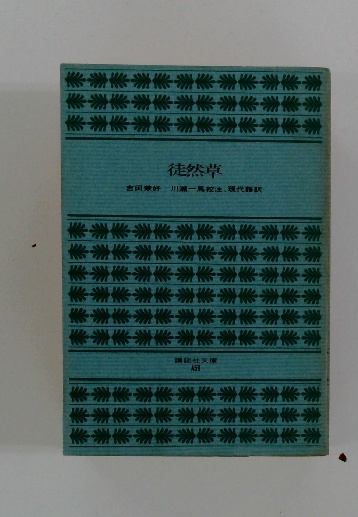 徒然草
吉田兼好 川瀬一馬校注、現代語訳
講談社文庫